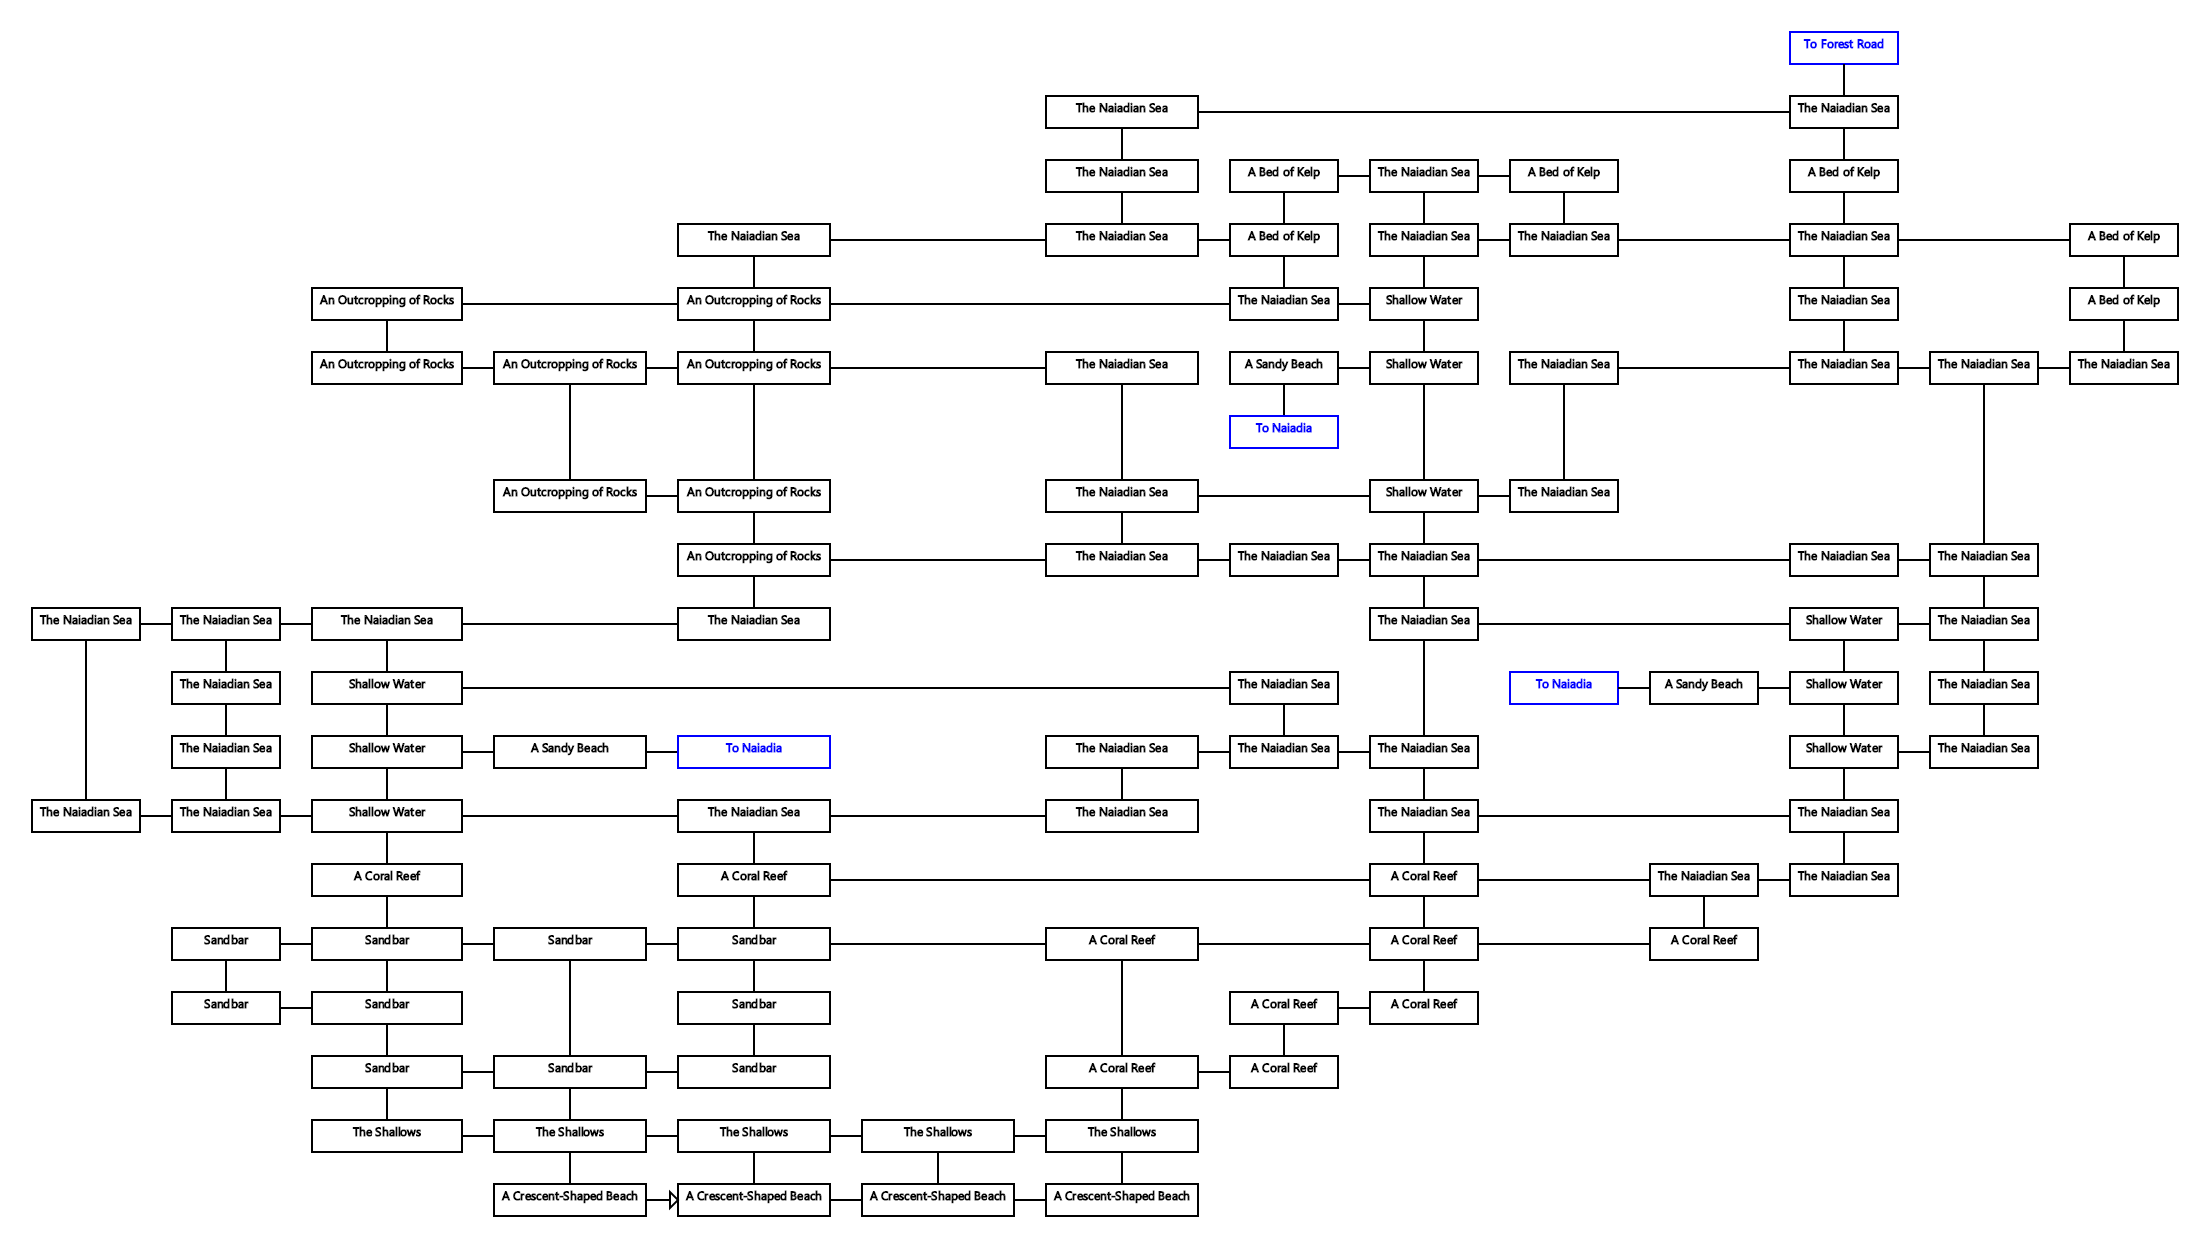 To Forest Road
The Naiadian Sea
The Naiadian Sea
The Naiadian Sea
A Bed of Kelp
The Naiadian Sea
A Bed of Kelp
A Bed of Kelp
The Naiadian Sea
The Naiadian Sea
A Bed of Kelp
The Naiadian Sea
The Naiadian Sea
The Naiadian Sea
A Bed of Kelp
An Outcropping of Rocks
An Outcropping of Rocks
The Naiadian Sea
Shallow Water
The Naiadian Sea
A Bed of Kelp
An Outcropping of Rocks
An Outcropping of Rocks
An Outcropping of Rocks
The Naiadian Sea
A Sandy Beach
Shallow Water
The Naiadian Sea
The Naiadian Sea
The Naiadian Sea
The Naiadian Sea
To Naiadia
An Outcropping of Rocks
An Outcropping of Rocks
The Naiadian Sea
Shallow Water
The Naiadian Sea
An Outcropping of Rocks
The Naiadian Sea
The Naiadian Sea
The Naiadian Sea
The Naiadian Sea
The Naiadian Sea
The Naiadian Sea
The Naiadian Sea
The Naiadian Sea
The Naiadian Sea
The Naiadian Sea
Shallow Water
The Naiadian Sea
The Naiadian Sea
Shallow Water
The Naiadian Sea
To Naiadia
A Sandy Beach
Shallow Water
The Naiadian Sea
The Naiadian Sea
Shallow Water
A Sandy Beach
To Naiadia
The Naiadian Sea
The Naiadian Sea
The Naiadian Sea
Shallow Water
The Naiadian Sea
The Naiadian Sea
The Naiadian Sea
Shallow Water
The Naiadian Sea
The Naiadian Sea
The Naiadian Sea
The Naiadian Sea
A Coral Reef
A Coral Reef
A Coral Reef
The Naiadian Sea
The Naiadian Sea
Sandbar
Sandbar
Sandbar
Sandbar
A Coral Reef
A Coral Reef
A Coral Reef
Sandbar
Sandbar
Sandbar
A Coral Reef
A Coral Reef
Sandbar
Sandbar
Sandbar
A Coral Reef
A Coral Reef
The Shallows
The Shallows
The Shallows
The Shallows
The Shallows
A Crescent-Shaped Beach
A Crescent-Shaped Beach
A Crescent-Shaped Beach
A Crescent-Shaped Beach